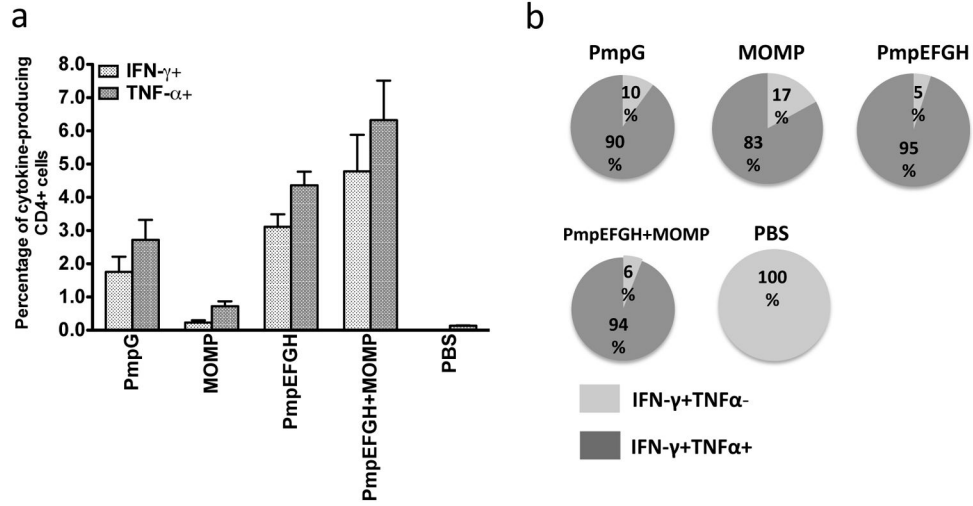 a
IFN-γ+
TNF-α+
Percentage of cytokine-producing
CD4+ cells
8.0
7.0
6.0
5.0
4.0
3.0
2.0
1.0
0.0
PmpG
MOMP
PmpEFGH
PmpEFGH+MOMP
PBS
b
PmpG
10
%
90
%
MOMP
17
%
83
%
PmpEFGH
5
%
95
%
PmpEFGH+MOMP
6
%
94
%
PBS
100
%
IFN-γ+TNFα-
IFN-γ+TNFα+